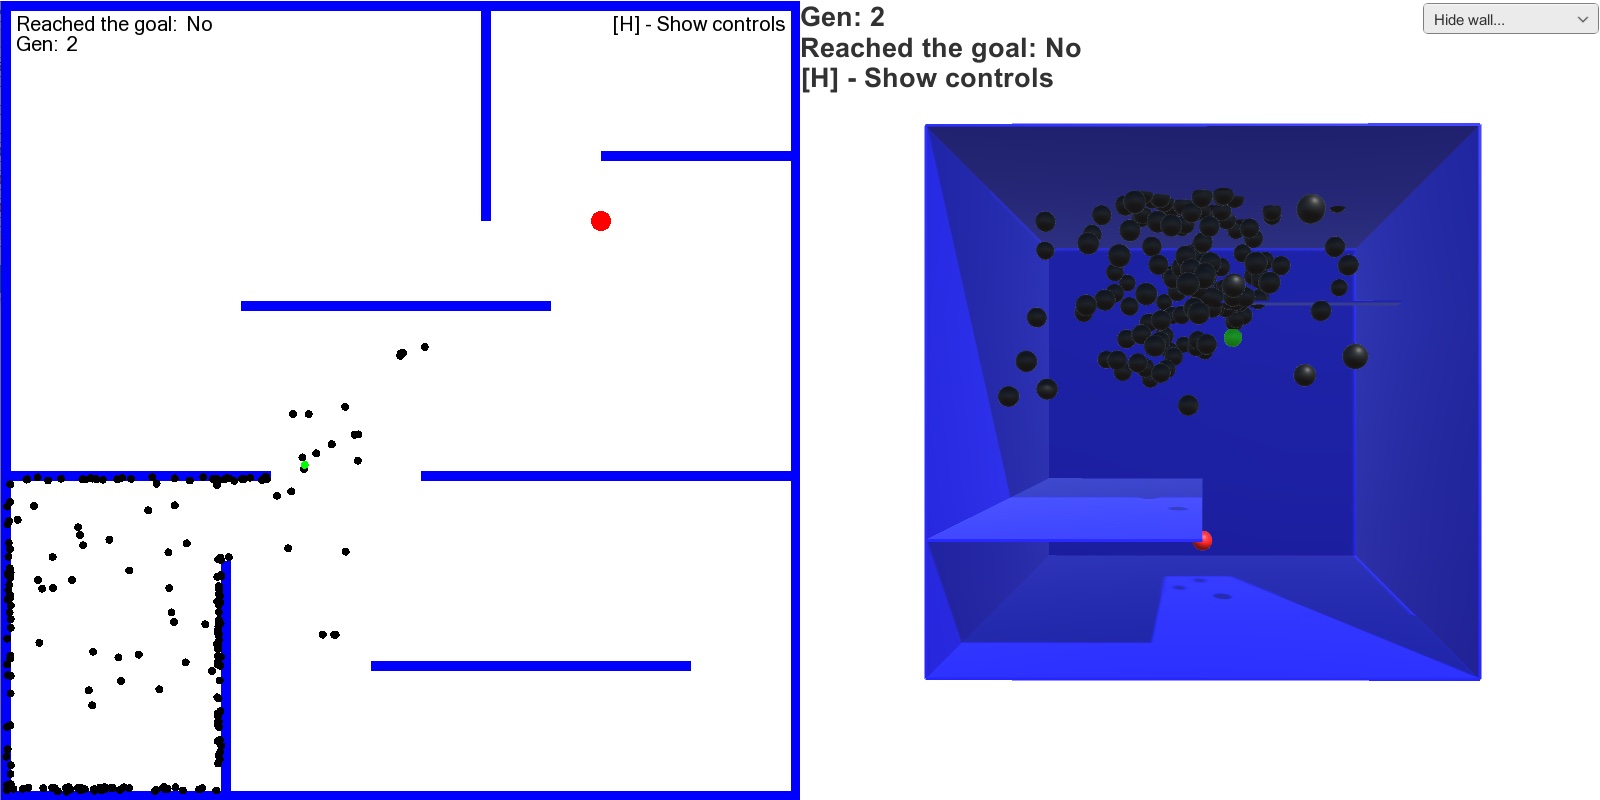 Reached the goal: No
Gen: 2
[H] - Show controls
Gen: 2
Reached the goal: No
[H] - Show controls
Hide wall...